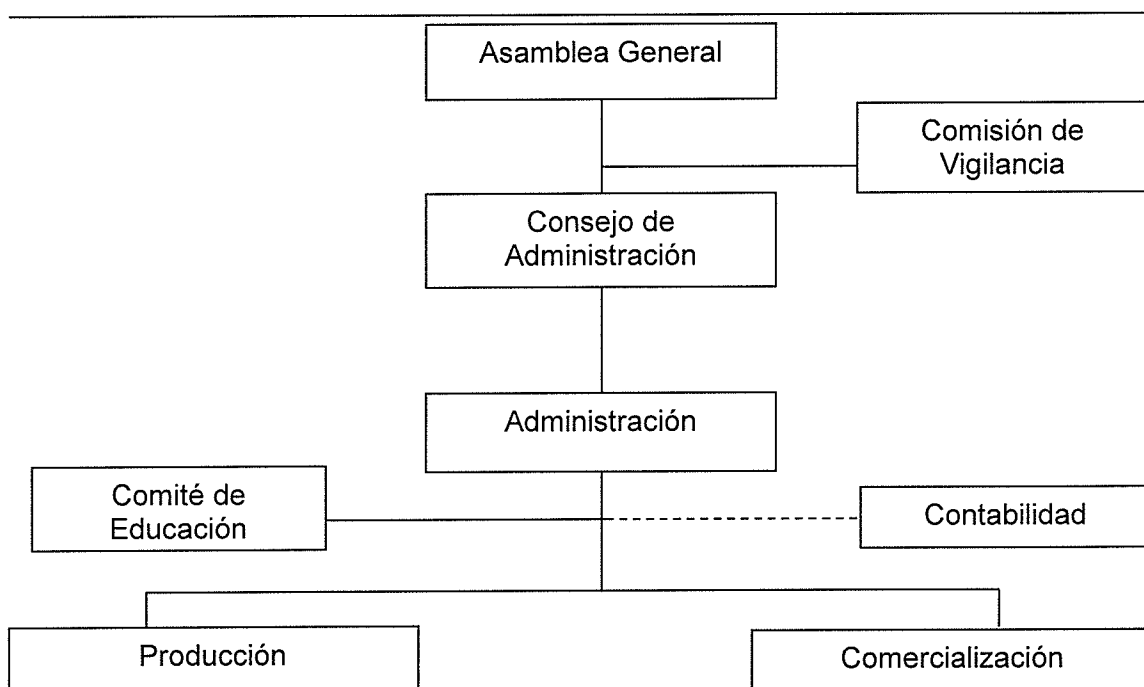 Asamblea General
Comisión de
Vigilancia
Consejo de
Administración
Administración
Comité de
Educación
Contabilidad
Producción
Comercialización